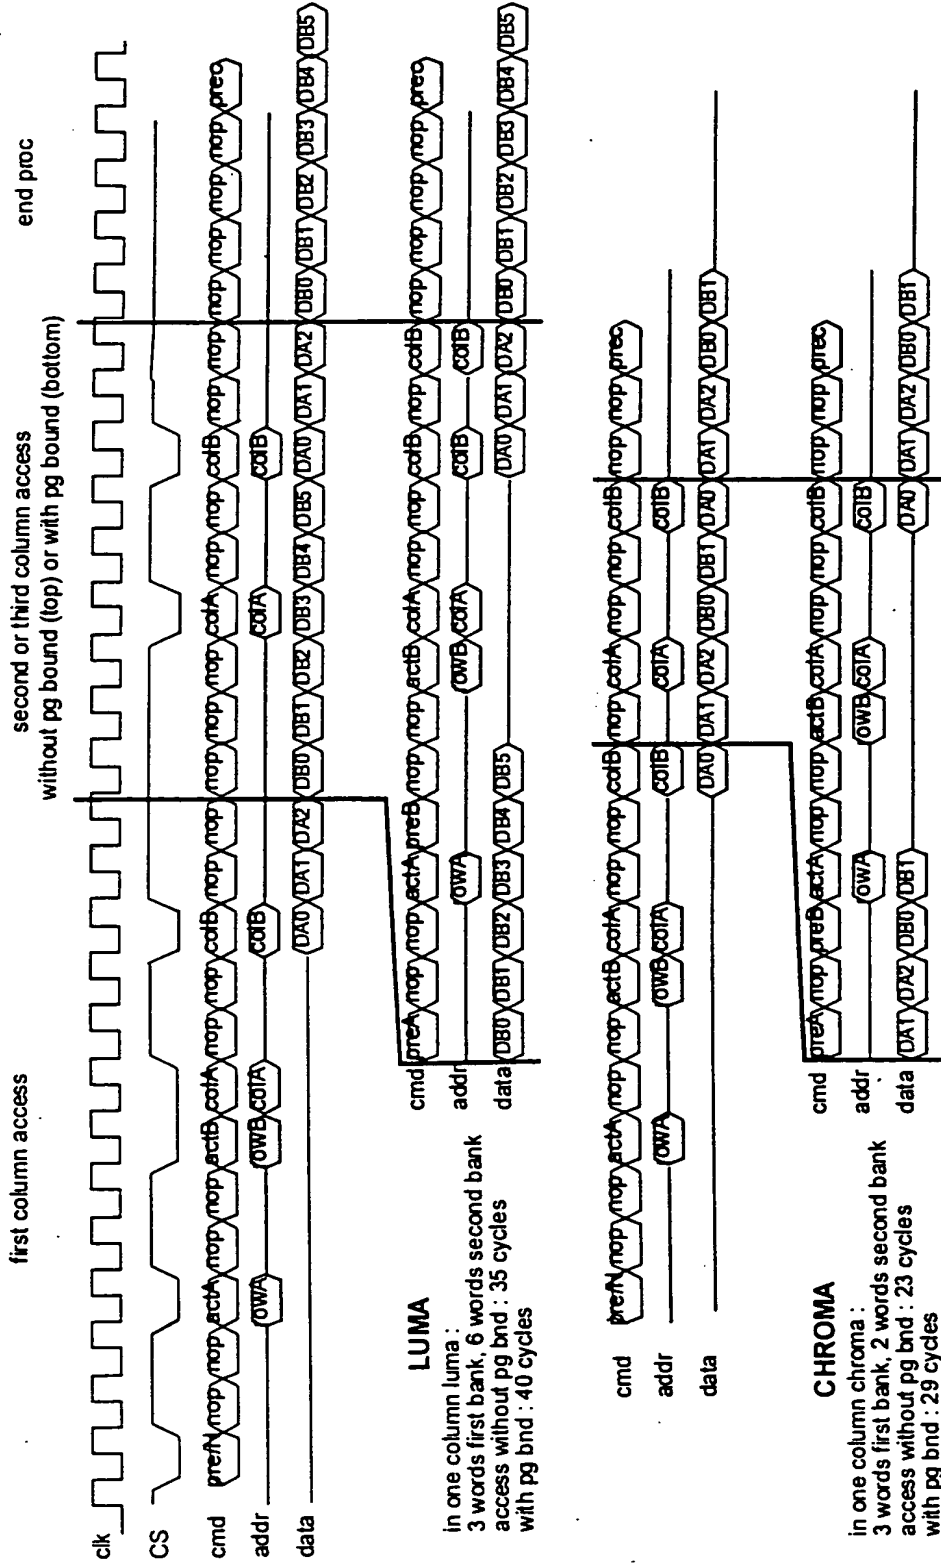 first column access
second or third column access
without pg bound (top) or with pg bound (bottom)
end proc
clk
CS
cmd pre/N nop nop actA nop nop actB colA nop nop colB nop nop nop nop nop colA nop nop colB nop nop nop nop nop nop prec
addr rowA rowB colA colB colA colB
data DA0 DA1 DA2 DB0 DB1 DB2 DB3 DB4 DB5 DA0 DA1 DA2 DB0 DB1 DB2 DB3 DB4 DB5
LUMA
in one column luma :
3 words first bank, 6 words second bank
access without pg bnd : 35 cycles
with pg bnd : 40 cycles
cmd preA nop nop actA preB nop nop actB colA nop nop colB nop colB nop nop nop nop prec
addr rowA rowB colA colB colB
data DB0 DB1 DB2 DB3 DB4 DB5 DA0 DA1 DA2 DB0 DB1 DB2 DB3 DB4 DB5
cmd pre/N nop nop actA nop nop actB colA nop nop colB nop colA nop nop colB nop nop prec
addr rowA rowB colA colB colA colB
data DA0 DA1 DA2 DB0 DB1 DA0 DA1 DA2 DB0 DB1
CHROMA
in one column chroma :
3 words first bank, 2 words second bank
access without pg bnd : 23 cycles
with pg bnd : 29 cycles
cmd preA nop preB actA nop nop actB colA nop nop colB nop nop prec
addr rowA rowB colA colB
data DA1 DA2 DB0 DB1 DA0 DA1 DA2 DB0 DB1